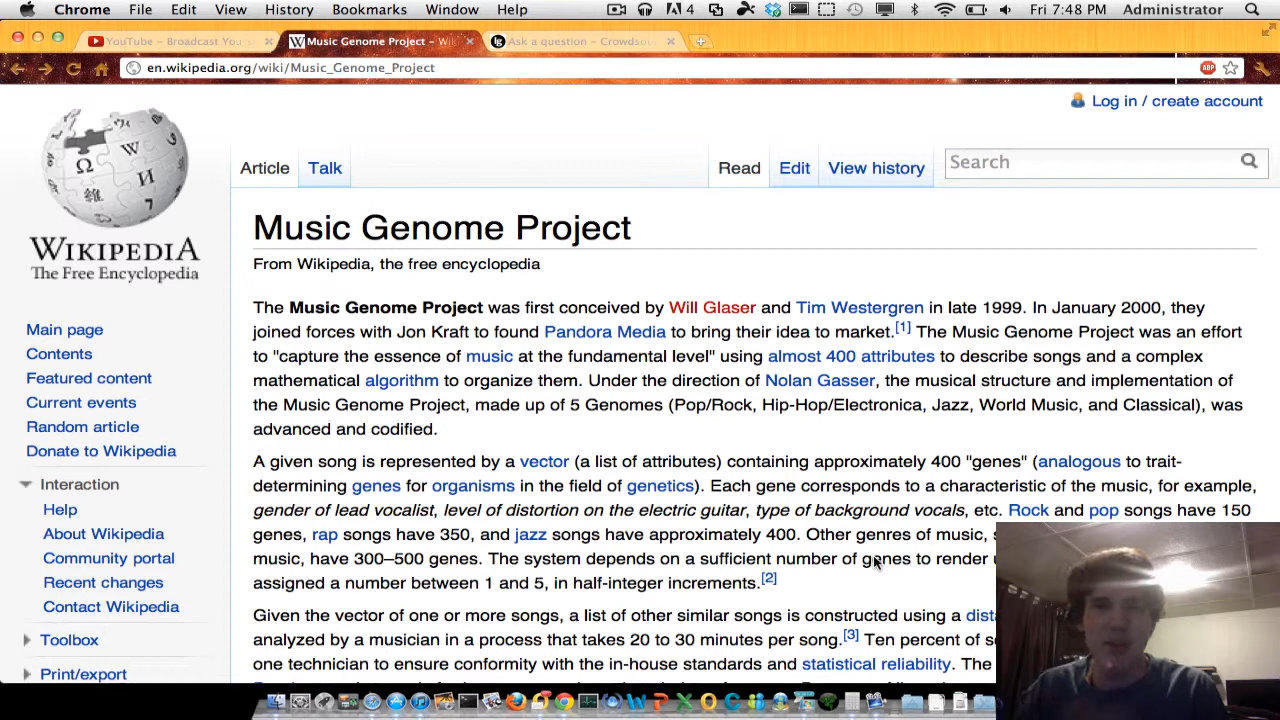 Chrome File Edit View History Bookmarks Window Help 4 Fri 7:48 PM Administrator
YouTube - Broadcast You
W Music Genome Project - Wi
Ask a question - Crowdsou
en.wikipedia.org/wiki/Music_Genome_Project ABP
Log in / create account
Article Talk Read Edit View history Search
WIKIPEDIA
The Free Encyclopedia
Main page
Contents
Featured content
Current events
Random article
Donate to Wikipedia
Interaction
Help
About Wikipedia
Community portal
Recent changes
Contact Wikipedia
Toolbox
Print/export
Music Genome Project
From Wikipedia, the free encyclopedia
The Music Genome Project was first conceived by Will Glaser and Tim Westergren in late 1999. In January 2000, they
joined forces with Jon Kraft to found Pandora Media to bring their idea to market.[1] The Music Genome Project was an effort
to "capture the essence of music at the fundamental level" using almost 400 attributes to describe songs and a complex
mathematical algorithm to organize them. Under the direction of Nolan Gasser, the musical structure and implementation of
the Music Genome Project, made up of 5 Genomes (Pop/Rock, Hip-Hop/Electronica, Jazz, World Music, and Classical), was
advanced and codified.
A given song is represented by a vector (a list of attributes) containing approximately 400 "genes" (analogous to trait-
determining genes for organisms in the field of genetics). Each gene corresponds to a characteristic of the music, for example,
gender of lead vocalist, level of distortion on the electric guitar, type of background vocals, etc. Rock and pop songs have 150
genes, rap songs have 350, and jazz songs have approximately 400. Other genres of music, s
music, have 300–500 genes. The system depends on a sufficient number of genes to render u
assigned a number between 1 and 5, in half-integer increments.[2]
Given the vector of one or more songs, a list of other similar songs is constructed using a dist
analyzed by a musician in a process that takes 20 to 30 minutes per song.[3] Ten percent of s
one technician to ensure conformity with the in-house standards and statistical reliability. The